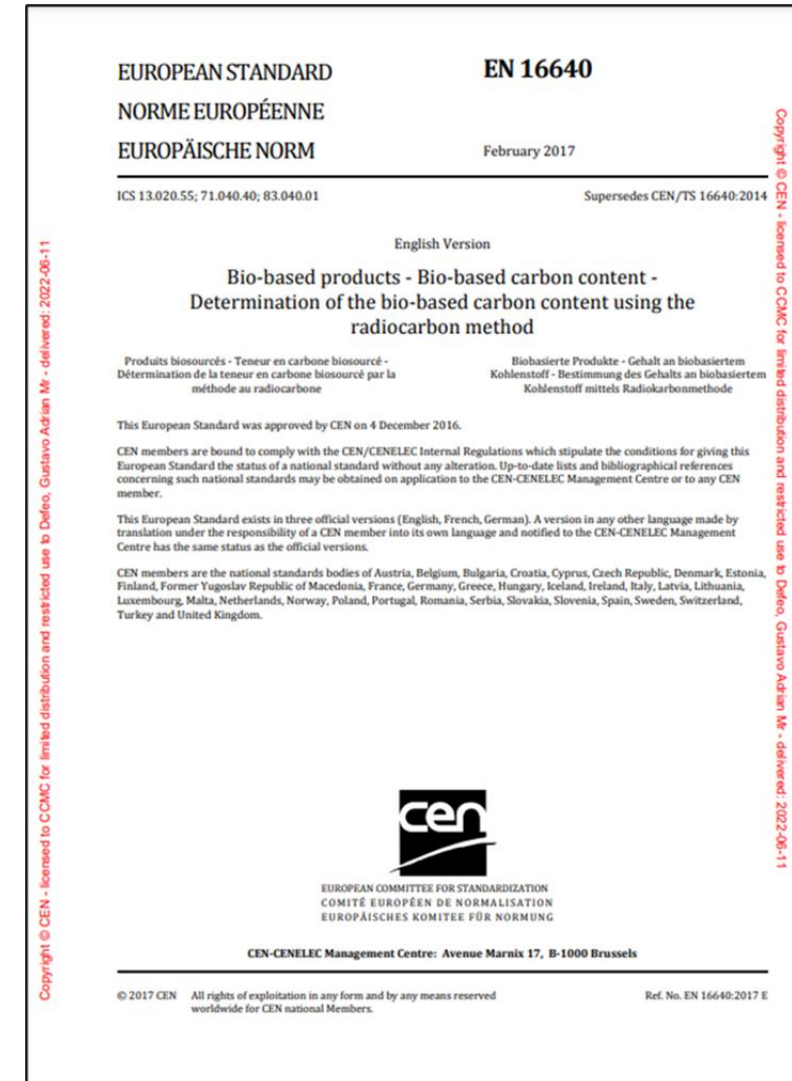 EUROPEAN STANDARD
NORME EUROPÉENNE
EUROPÄISCHE NORM
EN 16640
February 2017
ICS 13.020.55; 71.040.40; 83.040.01
Supersedes CEN/TS 16640:2014
English Version
Bio-based products - Bio-based carbon content -
Determination of the bio-based carbon content using the
radiocarbon method
Produits biosourcés - Teneur en carbone biosourcé -
Détermination de la teneur en carbone biosourcé par la
méthode au radiocarbone
Biobasierte Produkte - Gehalt an biobasiertem
Kohlenstoff - Bestimmung des Gehalts an biobasiertem
Kohlenstoff mittels Radiokarbonmethode
This European Standard was approved by CEN on 4 December 2016.
CEN members are bound to comply with the CEN/CENELEC Internal Regulations which stipulate the conditions for giving this
European Standard the status of a national standard without any alteration. Up-to-date lists and bibliographical references
concerning such national standards may be obtained on application to the CEN-CENELEC Management Centre or to any CEN
member.
This European Standard exists in three official versions (English, French, German). A version in any other language made by
translation under the responsibility of a CEN member into its own language and notified to the CEN-CENELEC Management
Centre has the same status as the official versions.
CEN members are the national standards bodies of Austria, Belgium, Bulgaria, Croatia, Cyprus, Czech Republic, Denmark, Estonia,
Finland, Former Yugoslav Republic of Macedonia, France, Germany, Greece, Hungary, Iceland, Ireland, Italy, Latvia, Lithuania,
Luxembourg, Malta, Netherlands, Norway, Poland, Portugal, Romania, Serbia, Slovakia, Slovenia, Spain, Sweden, Switzerland,
Turkey and United Kingdom.
cen
EUROPEAN COMMITTEE FOR STANDARDIZATION
COMITÉ EUROPÉEN DE NORMALISATION
EUROPÄISCHES KOMITEE FÜR NORMUNG
CEN-CENELEC Management Centre: Avenue Marnix 17, B-1000 Brussels
© 2017 CEN All rights of exploitation in any form and by any means reserved
worldwide for CEN national Members.
Ref. No. EN 16640:2017 E
Copyright © CEN - licensed to CCMC for limited distribution and restricted use to Defeo, Gustavo Adrian Mr - delivered: 2022-06-11
Copyright © CEN - licensed to CCMC for limited distribution and restricted use to Defeo, Gustavo Adrian Mr - delivered: 2022-06-11